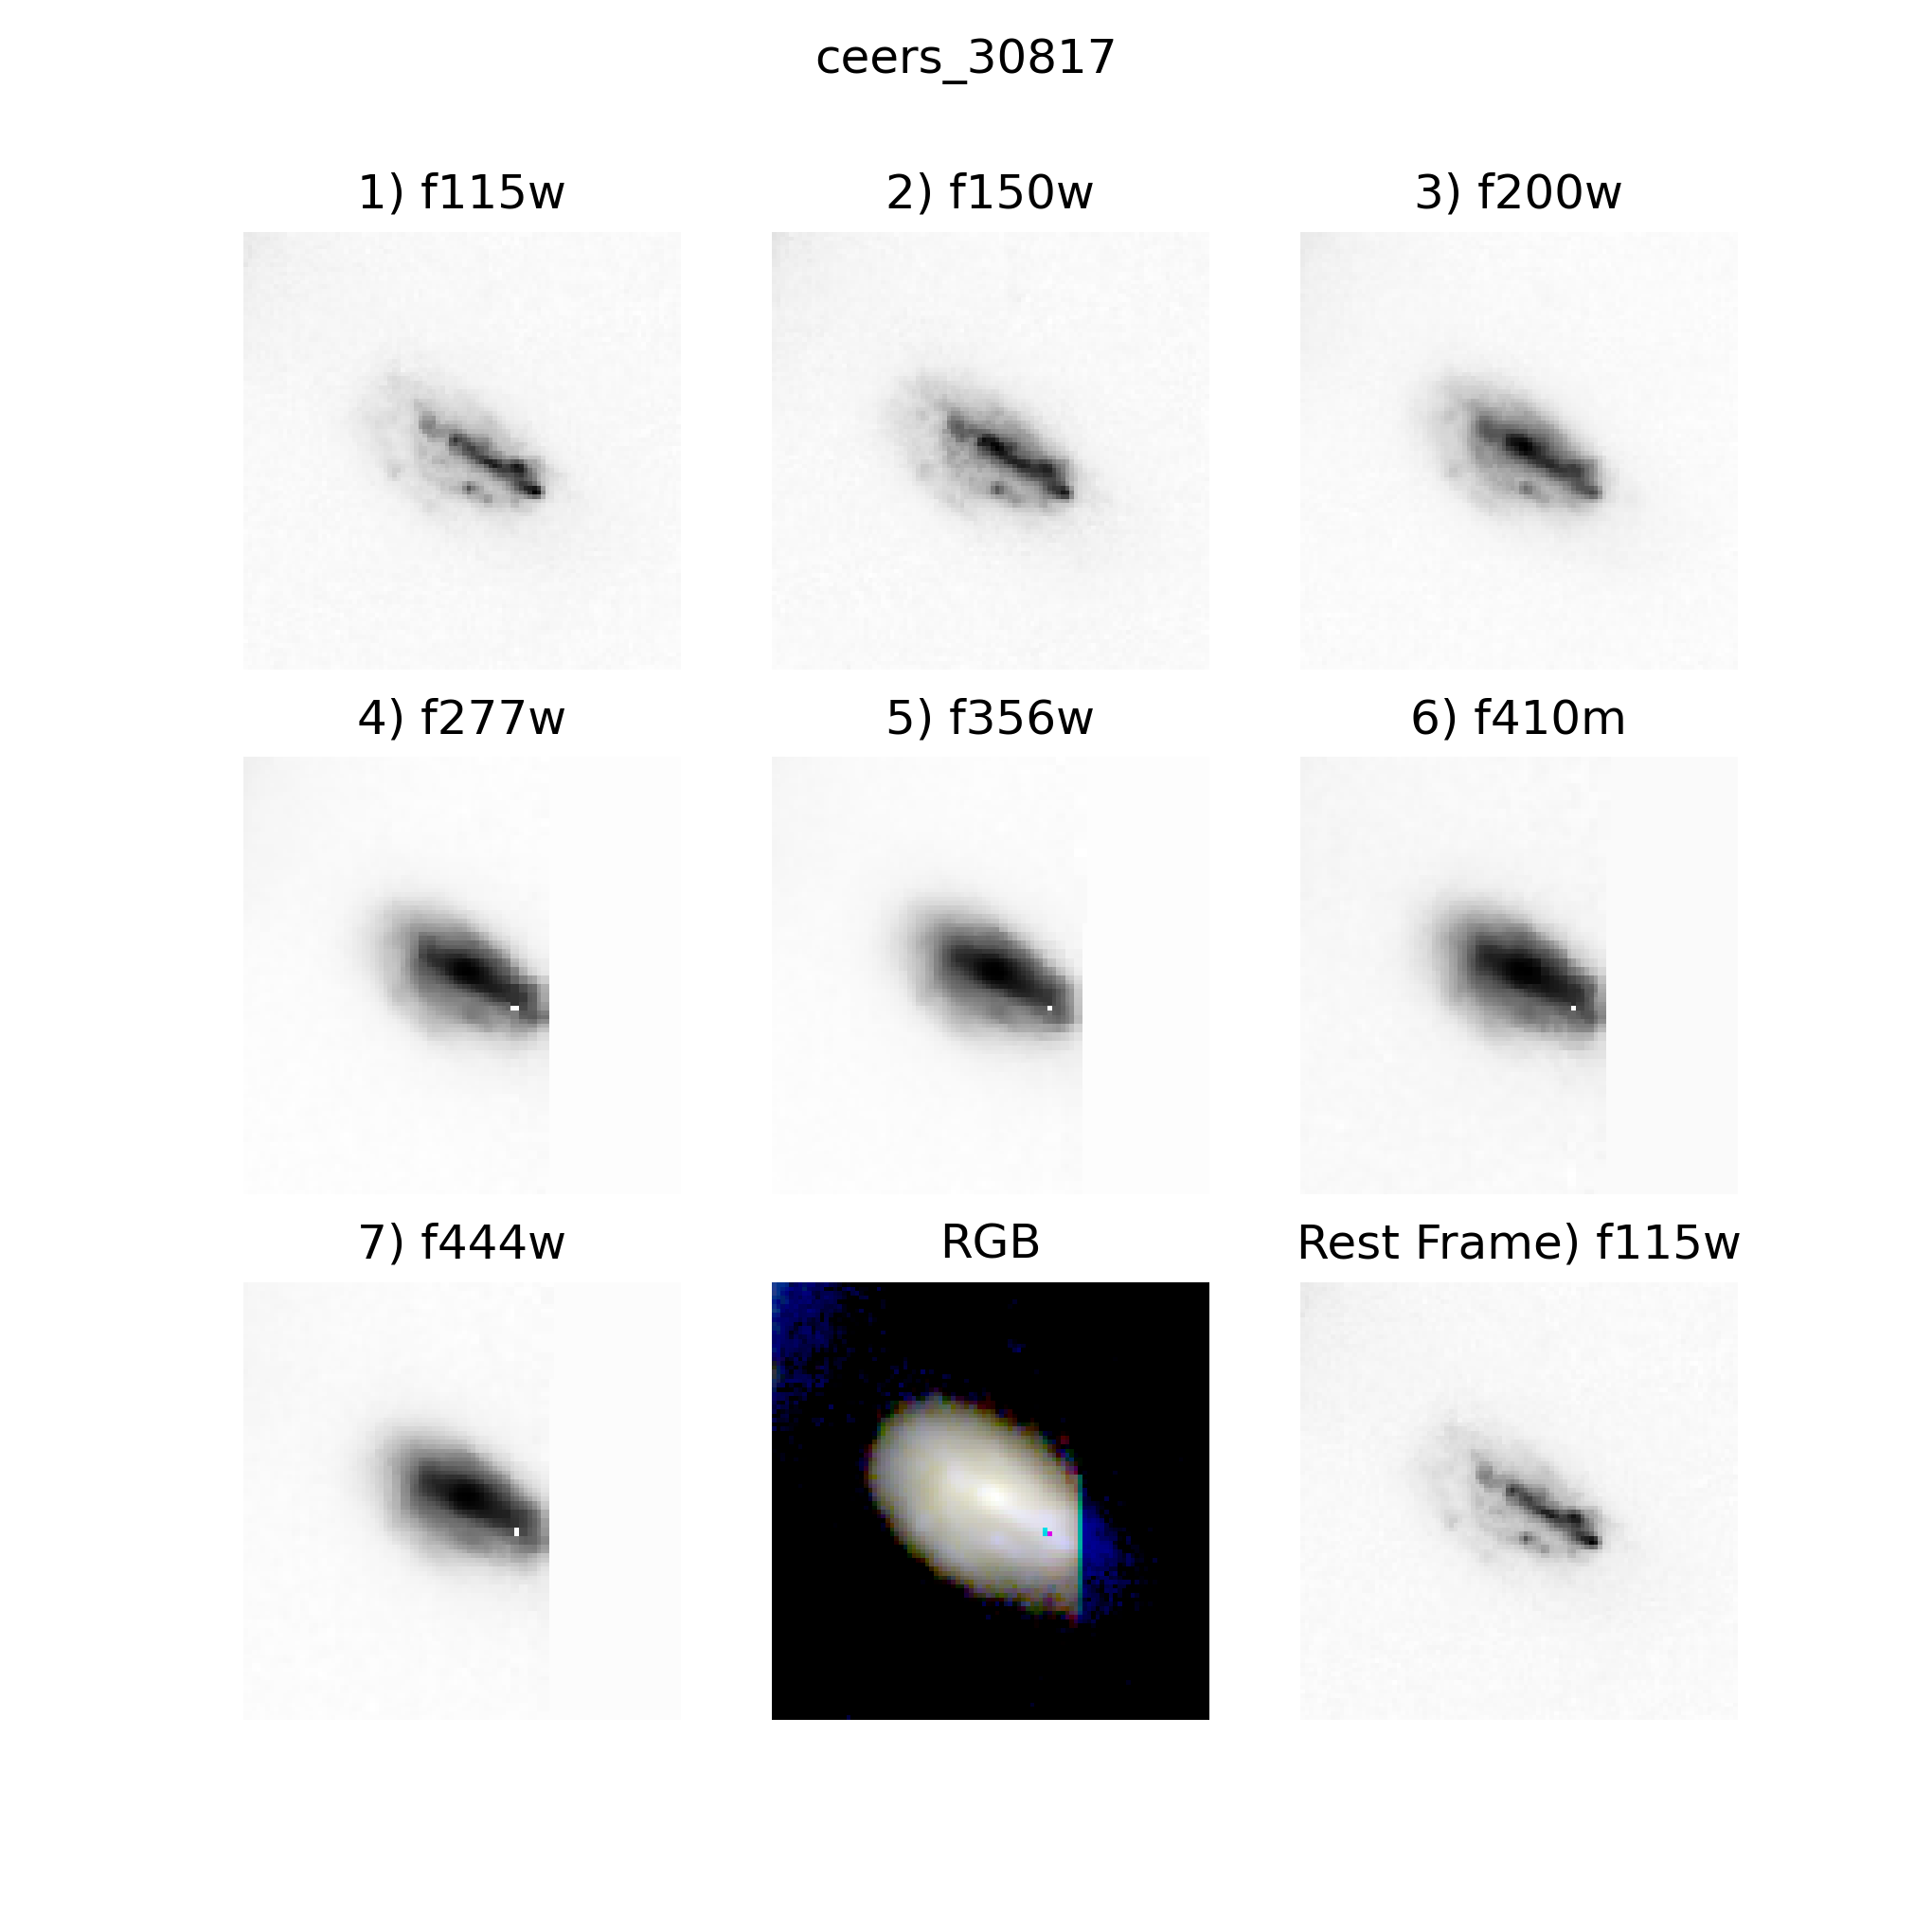 ceers_30817
1) f115w
2) f150w
3) f200w
4) f277w
5) f356w
6) f410m
7) f444w
RGB
Rest Frame) f115w